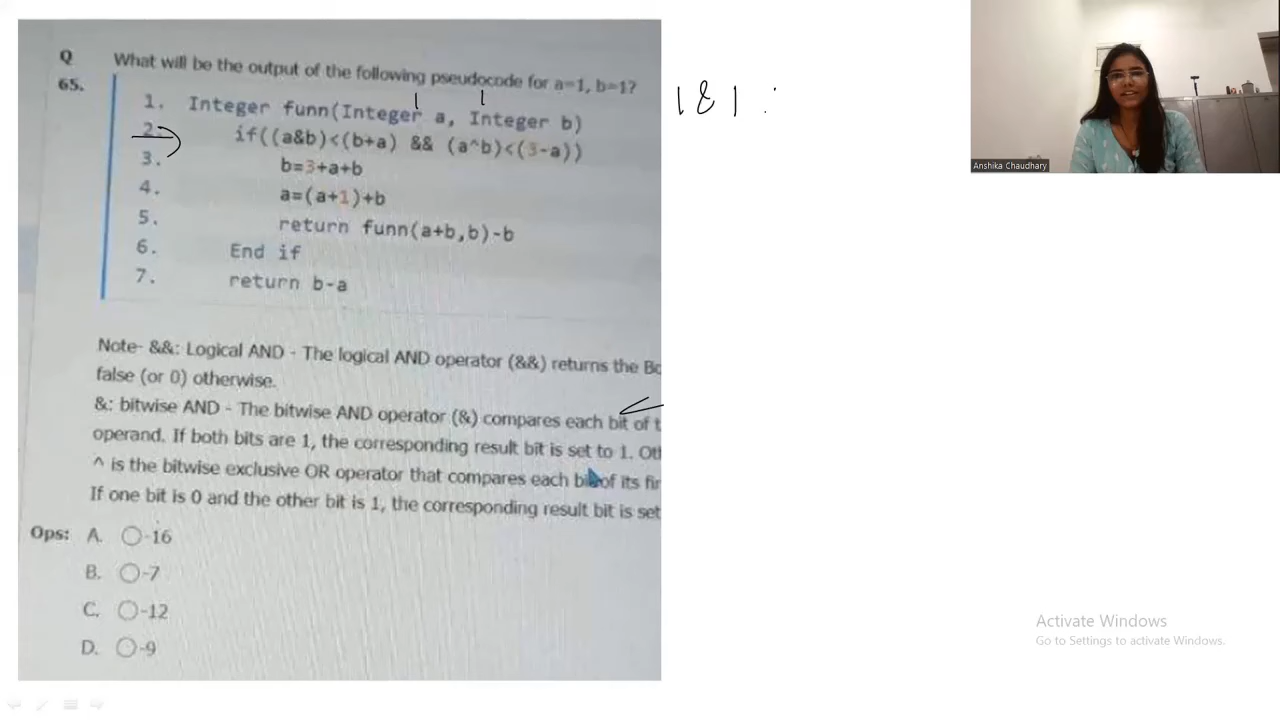 Q
65.
What will be the output of the following pseudocode for a=1, b=1?
1. Integer funn(Integer a, Integer b)
2. if((a&b)<(b+a) && (a^b)<(3-a))
3. b=3+a+b
4. a=(a+1)+b
5. return funn(a+b,b)-b
6. End if
7. return b-a
1 1
1 & 1 :
Note- &&: Logical AND - The logical AND operator (&&) returns the Bo
false (or 0) otherwise.
&: bitwise AND - The bitwise AND operator (&) compares each bit of t
operand. If both bits are 1, the corresponding result bit is set to 1. Ot
^ is the bitwise exclusive OR operator that compares each bit of its fir
If one bit is 0 and the other bit is 1, the corresponding result bit is set
Ops: A. -16
B. -7
C. -12
D. -9
Anshika Chaudhary
Activate Windows
Go to Settings to activate Windows.